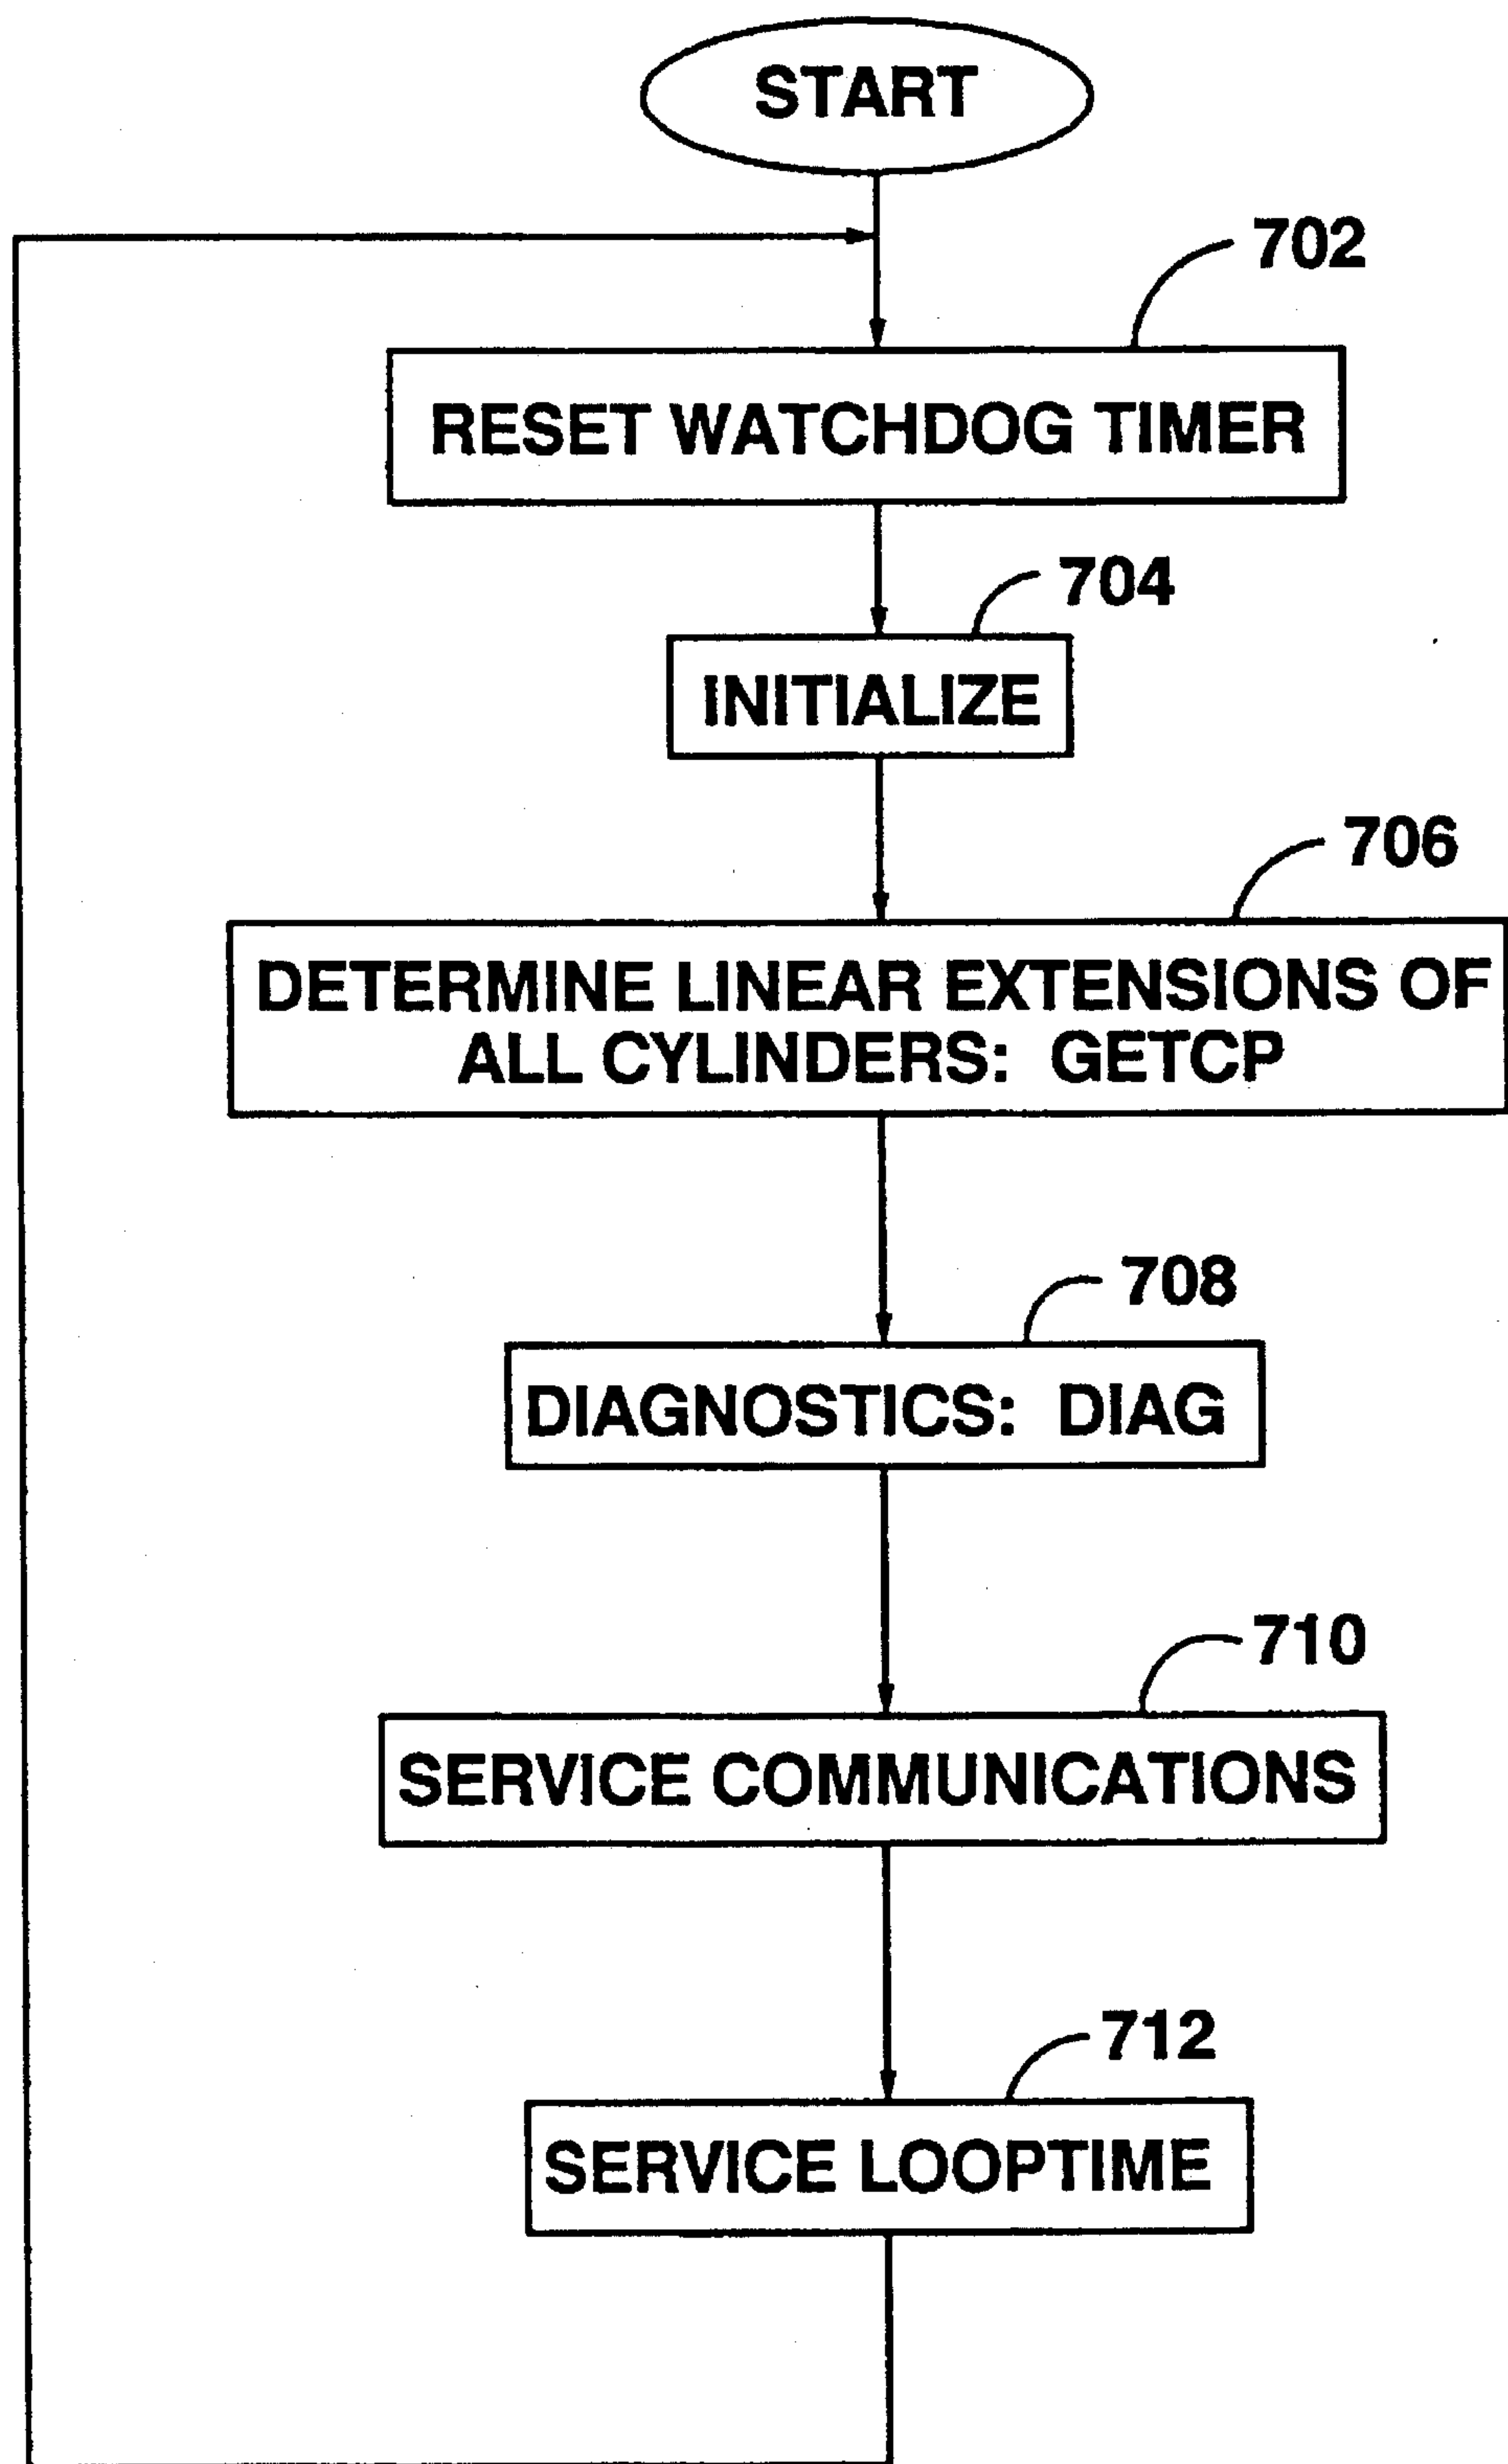 START
702
RESET WATCHDOG TIMER
704
INITIALIZE
706
DETERMINE LINEAR EXTENSIONS OF
ALL CYLINDERS: GETCP
708
DIAGNOSTICS: DIAG
710
SERVICE COMMUNICATIONS
712
SERVICE LOOPTIME